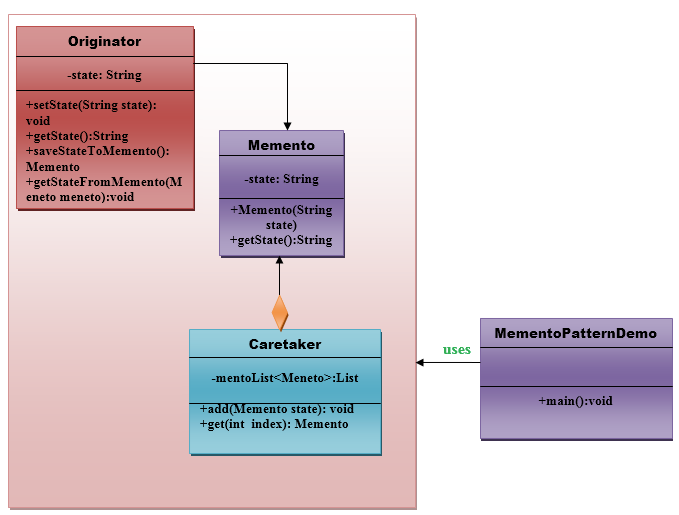 Originator
-state: String
+setState(String state):
void
+getState():String
+saveStateToMemento():
Memento
+getStateFromMemento(M
eneto meneto):void
Memento
-state: String
+Memento(String
state)
+getState():String
Caretaker
-mentoList<Meneto>:List
+add(Memento state): void
+get(int index): Memento
uses
MementoPatternDemo
+main():void